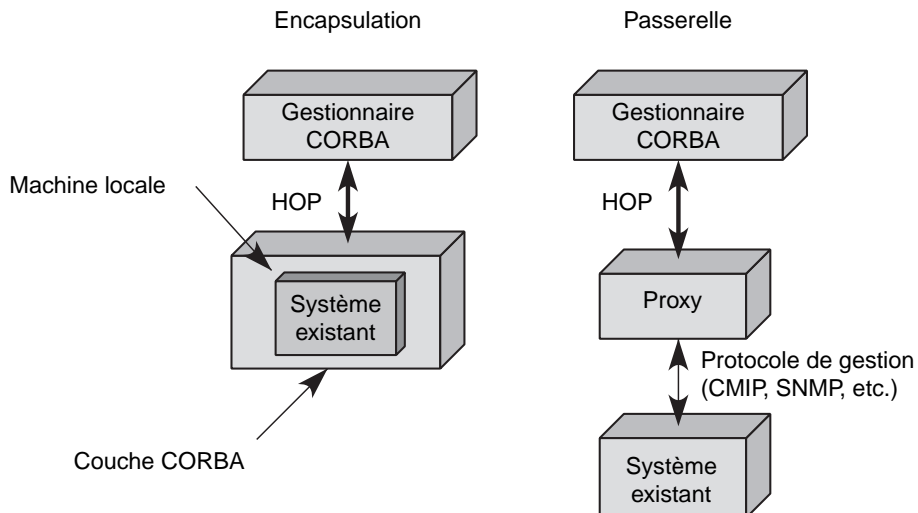 Encapsulation
Passerelle
Gestionnaire
CORBA
Gestionnaire
CORBA
Machine locale
HOP
HOP
Système
existant
Proxy
Protocole de gestion
(CMIP, SNMP, etc.)
Couche CORBA
Système
existant